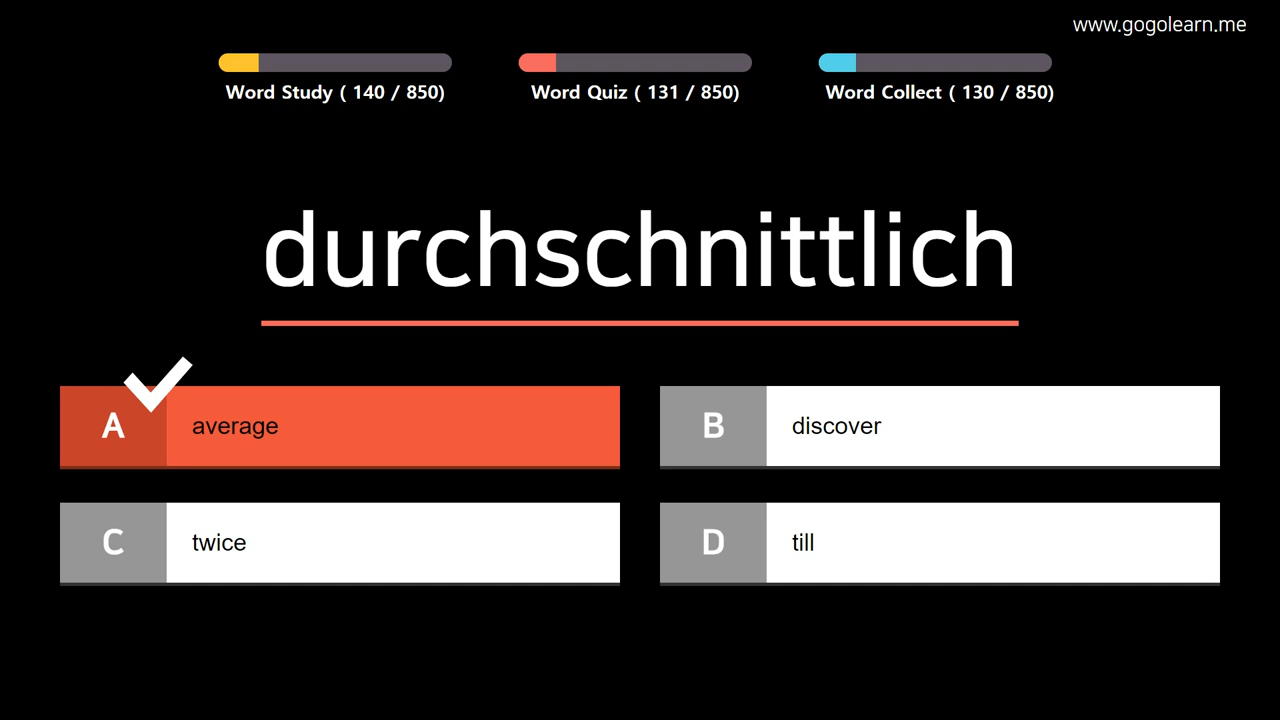 www.gogolearn.me
Word Study ( 140 / 850)
Word Quiz ( 131 / 850)
Word Collect ( 130 / 850)
durchschnittlich
A average
B discover
C twice
D till